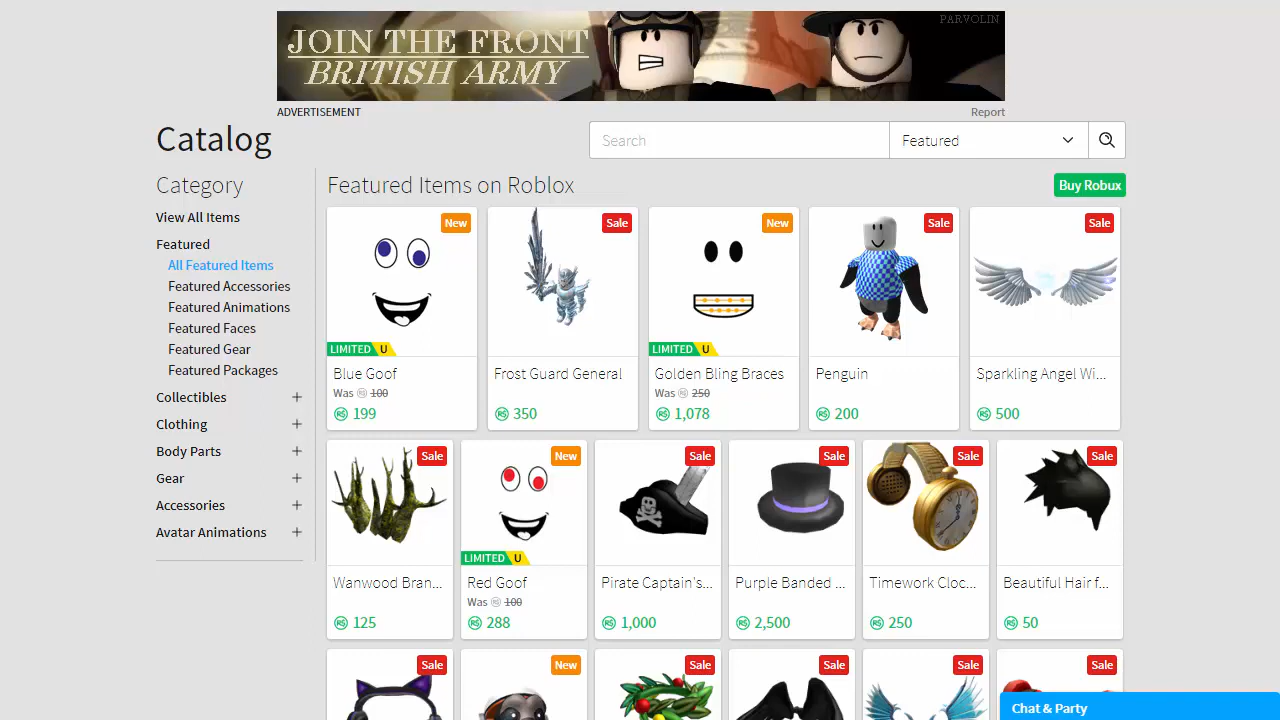 PARVOLIN
JOIN THE FRONT
BRITISH ARMY
ADVERTISEMENT
Report
Catalog
Search
Featured
Category
View All Items
Featured
All Featured Items
Featured Accessories
Featured Animations
Featured Faces
Featured Gear
Featured Packages
Collectibles +
Clothing +
Body Parts +
Gear +
Accessories +
Avatar Animations +
Featured Items on Roblox
Buy Robux
New
LIMITED U
Blue Goof
Was R$ 100
R$ 199
Sale
Frost Guard General
R$ 350
New
LIMITED U
Golden Bling Braces
Was R$ 250
R$ 1,078
Sale
Penguin
R$ 200
Sale
Sparkling Angel Wi...
R$ 500
Sale
Wanwood Bran...
R$ 125
New
LIMITED U
Red Goof
Was R$ 100
R$ 288
Sale
Pirate Captain's...
R$ 1,000
Sale
Purple Banded ...
R$ 2,500
Sale
Timework Cloc...
R$ 250
Sale
Beautiful Hair f...
R$ 50
Sale
New
Sale
Sale
Sale
Sale
Chat & Party